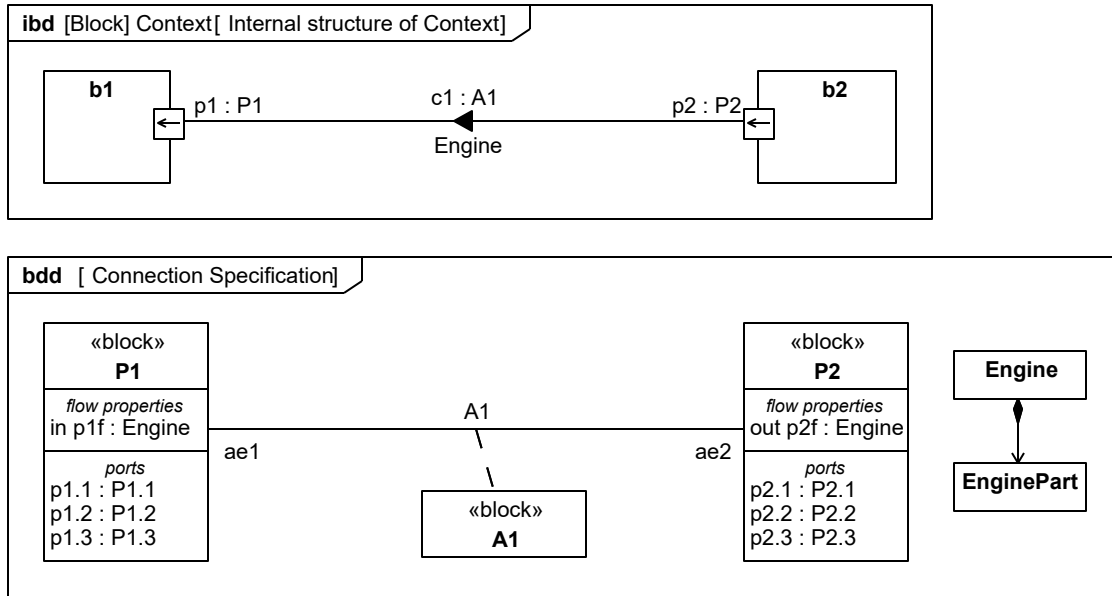 ibd [Block] Context[ Internal structure of Context]
b1
b2
p1 : P1
c1 : A1
p2 : P2
Engine
bdd [ Connection Specification]
«block»
P1
flow properties
in p1f : Engine
ports
p1.1 : P1.1
p1.2 : P1.2
p1.3 : P1.3
A1
ae1
ae2
«block»
A1
«block»
P2
flow properties
out p2f : Engine
ports
p2.1 : P2.1
p2.2 : P2.2
p2.3 : P2.3
Engine
EnginePart